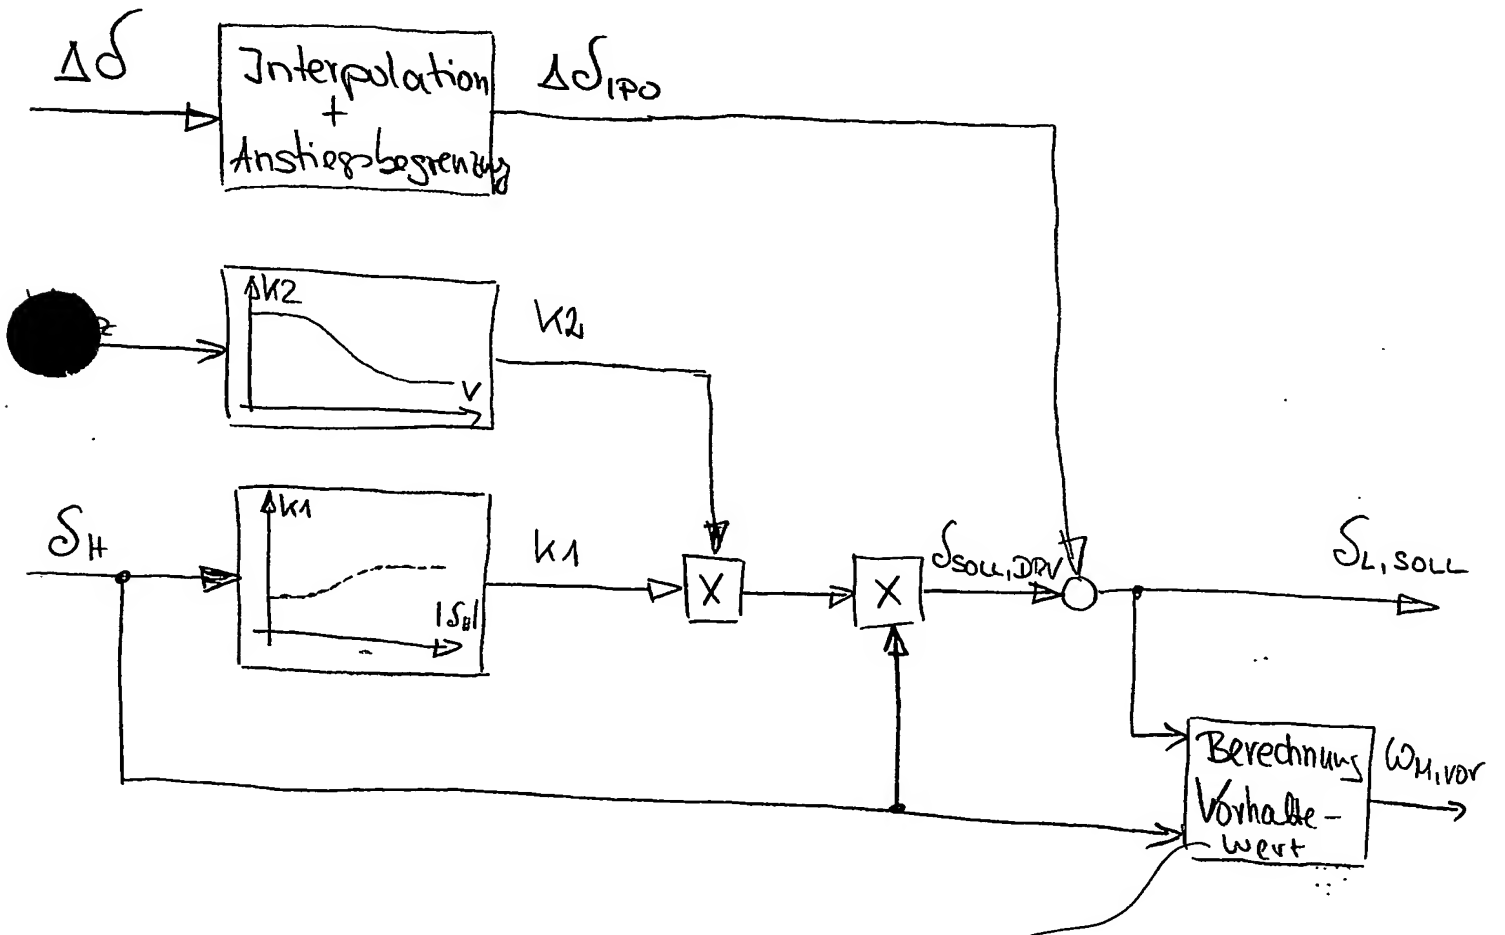 Δδ
Interpolation
+
Anstiegsbegrenzung
Δδ_IPO
k2
v
k2
δ_H
k1
|δ_H|
k1
X
X
δ_SOLL,DRV
δ_L,SOLL
Berechnung
Vorhalte-
wert
ω_M,vor